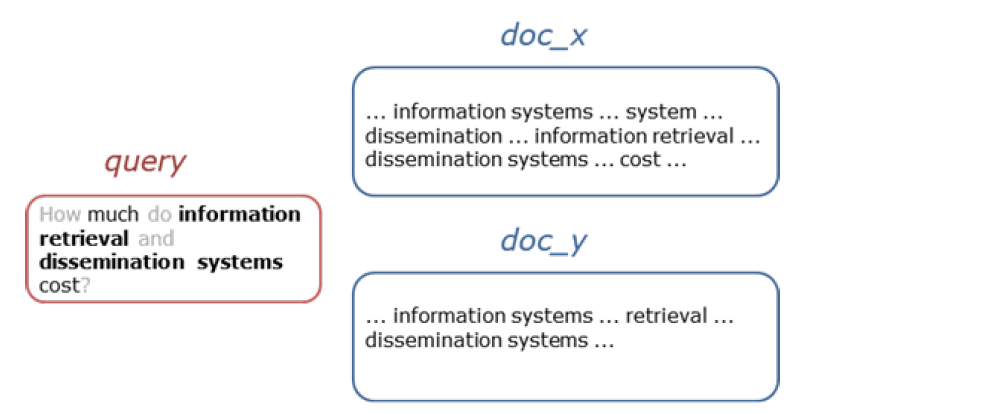 doc_x
... information systems ... system ...
dissemination ... information retrieval ...
dissemination systems ... cost ...
query
How much do information
retrieval and
dissemination systems
cost?
doc_y
... information systems ... retrieval ...
dissemination systems ...